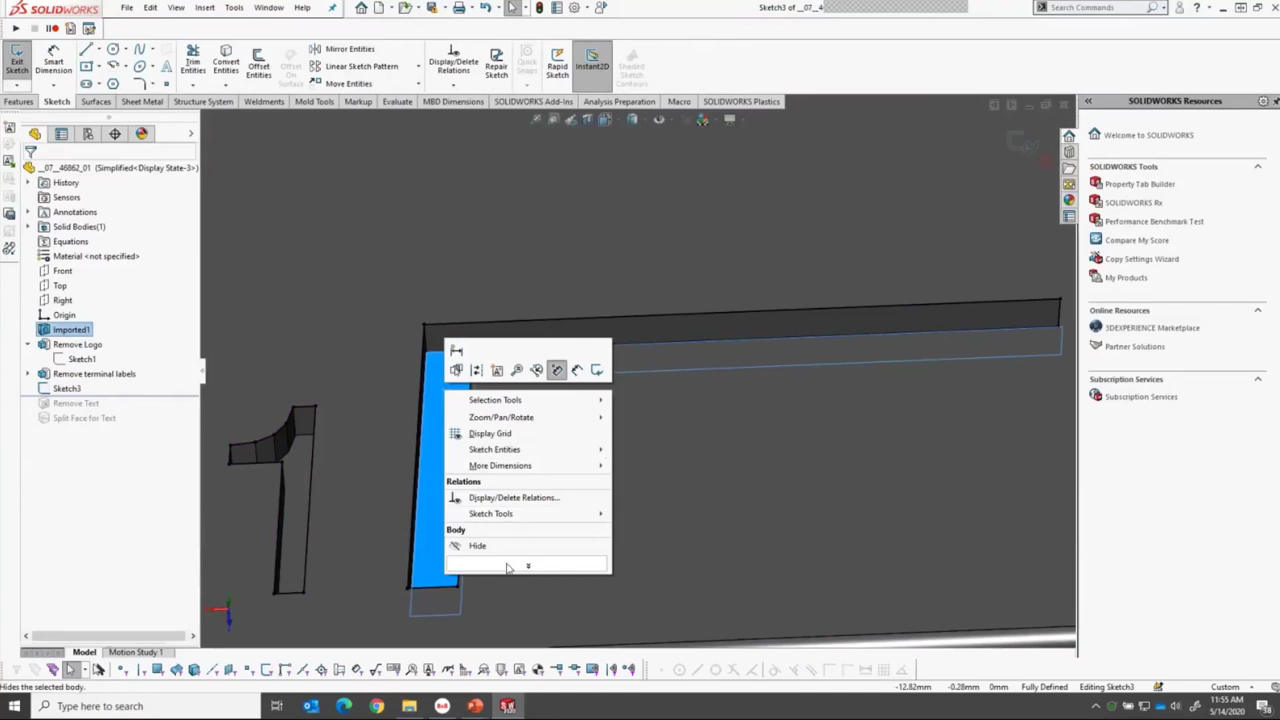 SOLIDWORKS
File Edit View Insert Tools Window Help
Sketch3 of __07__4
Search Commands
Exit Sketch
Smart Dimension
Trim Entities
Convert Entities
Offset Entities
Offset On Surface
Mirror Entities
Linear Sketch Pattern
Move Entities
Display/Delete Relations
Repair Sketch
Quick Snaps
Rapid Sketch
Instant2D
Shaded Sketch Contours
Features Sketch Surfaces Sheet Metal Structure System Weldments Mold Tools Markup Evaluate MBD Dimensions SOLIDWORKS Add-Ins Analysis Preparation Macro SOLIDWORKS Plastics
__07__46862_01 (Simplified<Display State-3>)
History
Sensors
Annotations
Solid Bodies(1)
Equations
Material <not specified>
Front
Top
Right
Origin
Imported1
Remove Logo
Sketch1
Remove terminal labels
Sketch3
Remove Text
Split Face for Text
1
Selection Tools
Zoom/Pan/Rotate
Display Grid
Sketch Entities
More Dimensions
Relations
Display/Delete Relations...
Sketch Tools
Body
Hide
SOLIDWORKS Resources
Welcome to SOLIDWORKS
SOLIDWORKS Tools
Property Tab Builder
SOLIDWORKS Rx
Performance Benchmark Test
Compare My Score
Copy Settings Wizard
My Products
Online Resources
3DEXPERIENCE Marketplace
Partner Solutions
Subscription Services
Subscription Services
Model Motion Study 1
Hides the selected body.
-12.82mm -0.28mm 0mm Fully Defined Editing Sketch3 Custom
Type here to search
11:55 AM
5/14/2020